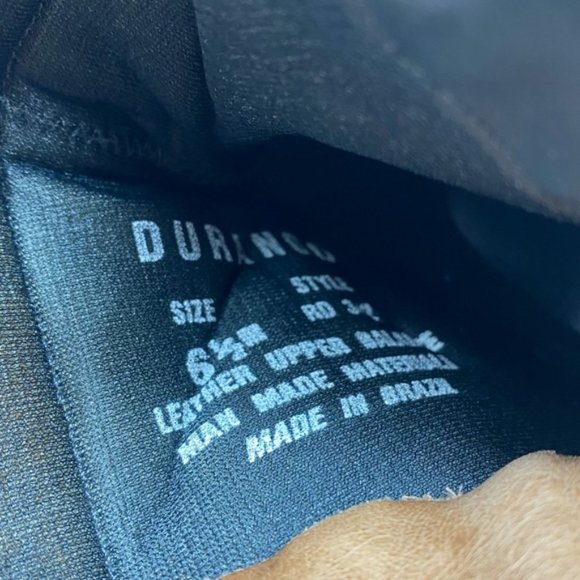 DURANGO
SIZE STYLE
6½M RD
LEATHER UPPER BALANCE
MAN MADE MATERIALS
MADE IN BRAZIL